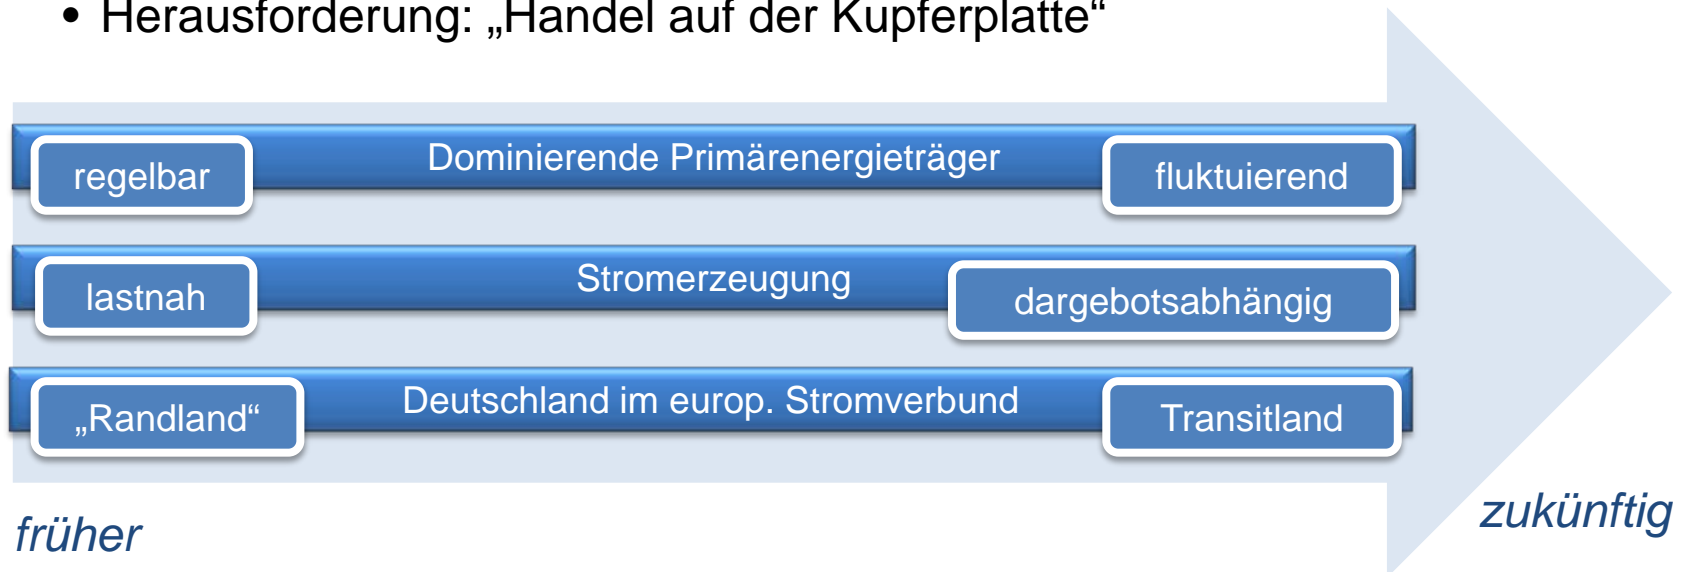 • Herausforderung: „Handel auf der Kupferplatte“
regelbar Dominierende Primärenergieträger fluktuierend
lastnah Stromerzeugung dargebotsabhängig
„Randland“ Deutschland im europ. Stromverbund Transitland
früher zukünftig